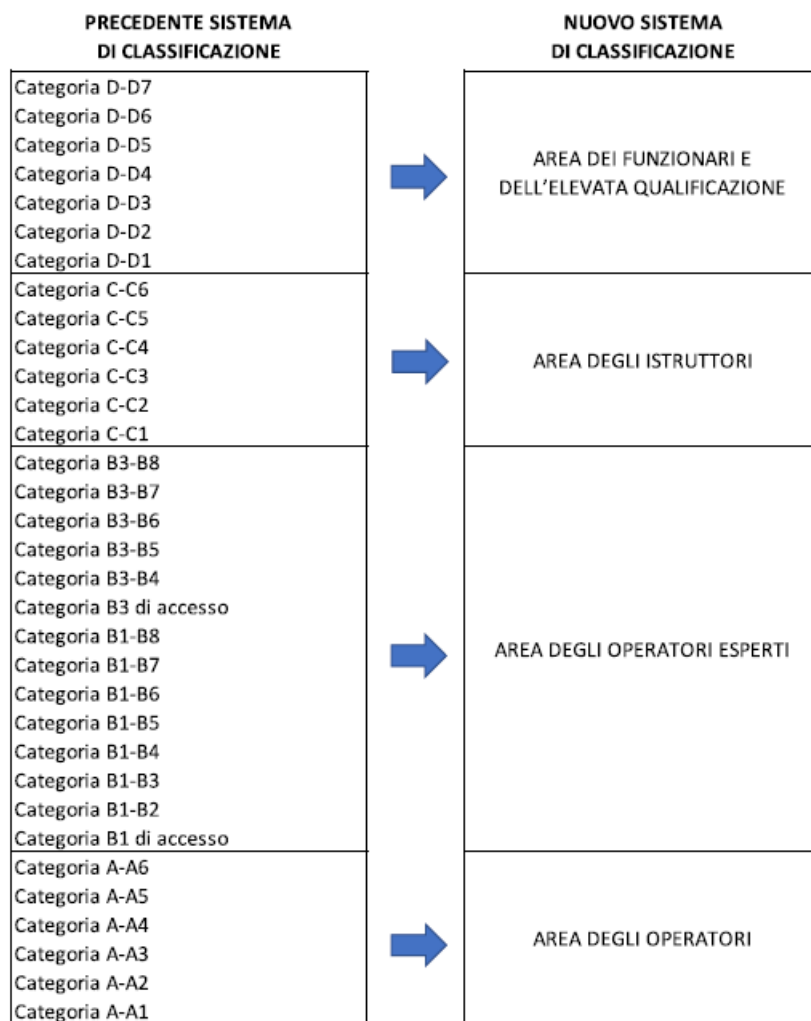 PRECEDENTE SISTEMA
DI CLASSIFICAZIONE
NUOVO SISTEMA
DI CLASSIFICAZIONE
Categoria D-D7
Categoria D-D6
Categoria D-D5
Categoria D-D4
Categoria D-D3
Categoria D-D2
Categoria D-D1
AREA DEI FUNZIONARI E
DELL'ELEVATA QUALIFICAZIONE
Categoria C-C6
Categoria C-C5
Categoria C-C4
Categoria C-C3
Categoria C-C2
Categoria C-C1
AREA DEGLI ISTRUTTORI
Categoria B3-B8
Categoria B3-B7
Categoria B3-B6
Categoria B3-B5
Categoria B3-B4
Categoria B3 di accesso
Categoria B1-B8
Categoria B1-B7
Categoria B1-B6
Categoria B1-B5
Categoria B1-B4
Categoria B1-B3
Categoria B1-B2
Categoria B1 di accesso
AREA DEGLI OPERATORI ESPERTI
Categoria A-A6
Categoria A-A5
Categoria A-A4
Categoria A-A3
Categoria A-A2
Categoria A-A1
AREA DEGLI OPERATORI